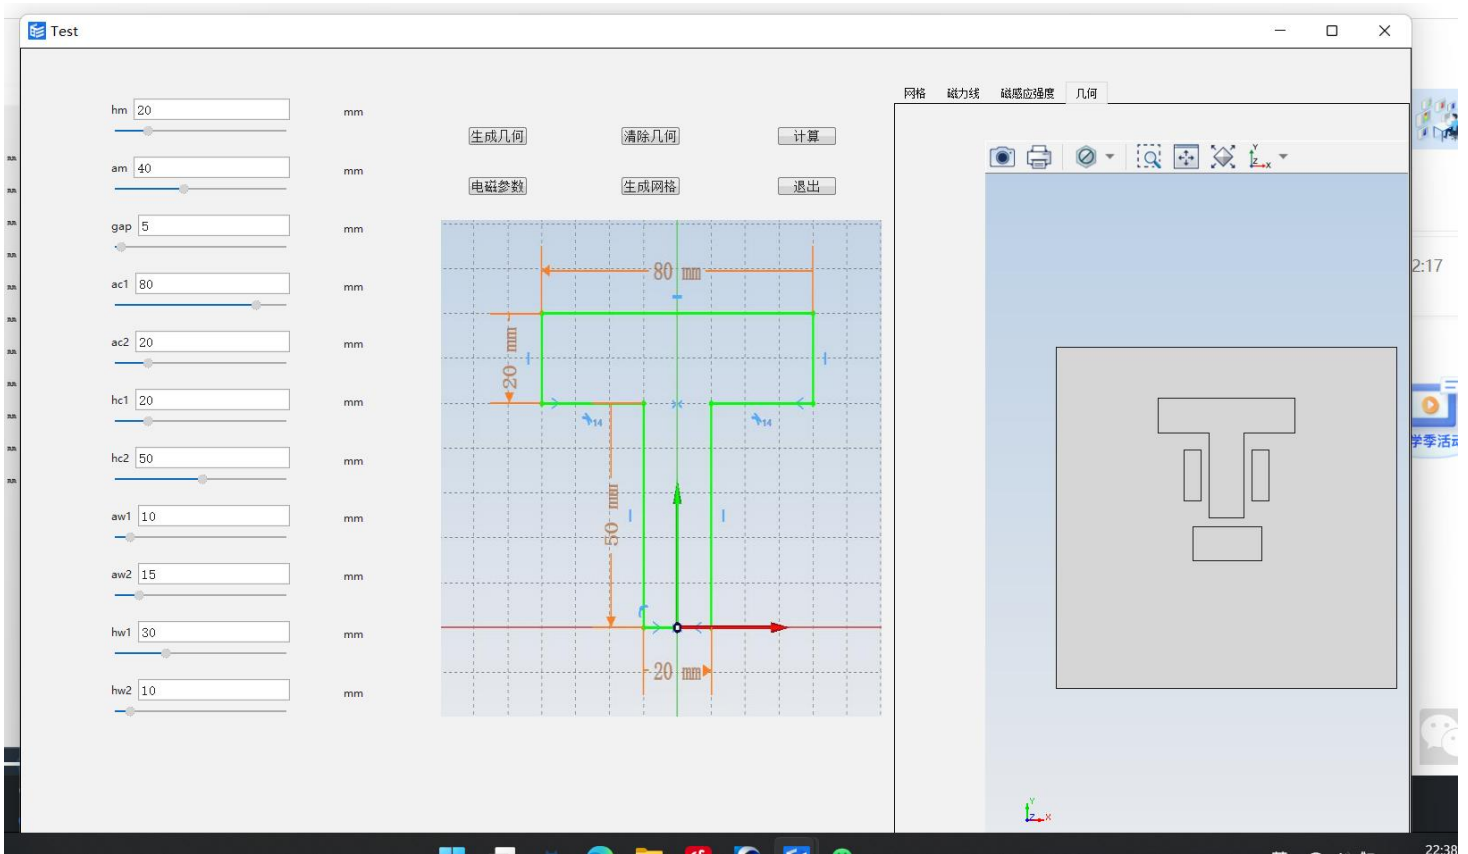 Test
hm 20 mm
am 40 mm
gap 5 mm
ac1 80 mm
ac2 20 mm
hc1 20 mm
hc2 50 mm
aw1 10 mm
aw2 15 mm
hw1 30 mm
hw2 10 mm
生成几何 清除几何 计算
电磁参数 生成网格 退出
80 mm
20 mm
14 14
50 mm
20 mm
网格 磁力线 磁感应强度 几何
Y
Z X
Y
Z X
2:17
学季活动
22:38